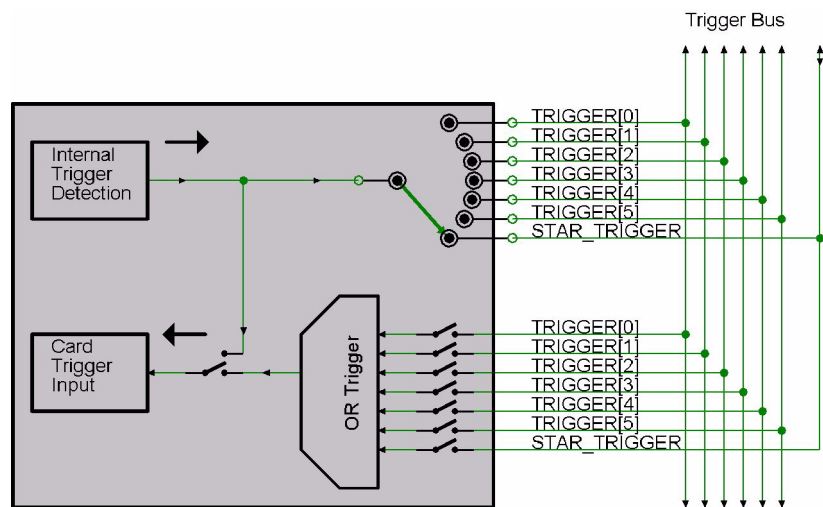 Trigger Bus
TRIGGER[0]
TRIGGER[1]
TRIGGER[2]
TRIGGER[3]
TRIGGER[4]
TRIGGER[5]
STAR_TRIGGER
Internal
Trigger
Detection
Card
Trigger
Input
OR Trigger
TRIGGER[0]
TRIGGER[1]
TRIGGER[2]
TRIGGER[3]
TRIGGER[4]
TRIGGER[5]
STAR_TRIGGER